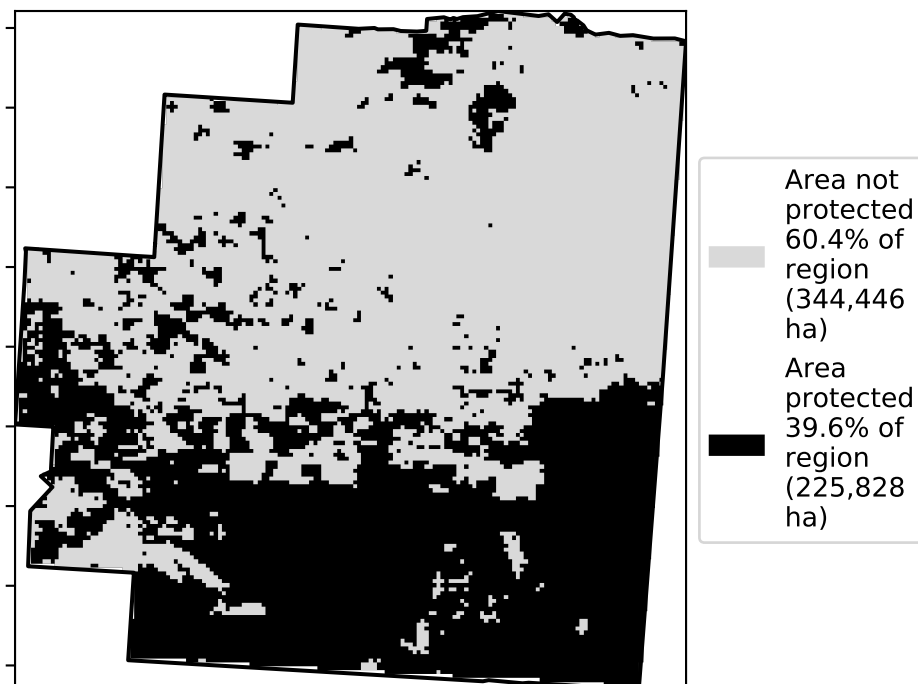 Area not
protected
60.4% of
region
(344,446
ha)
Area
protected
39.6% of
region
(225,828
ha)